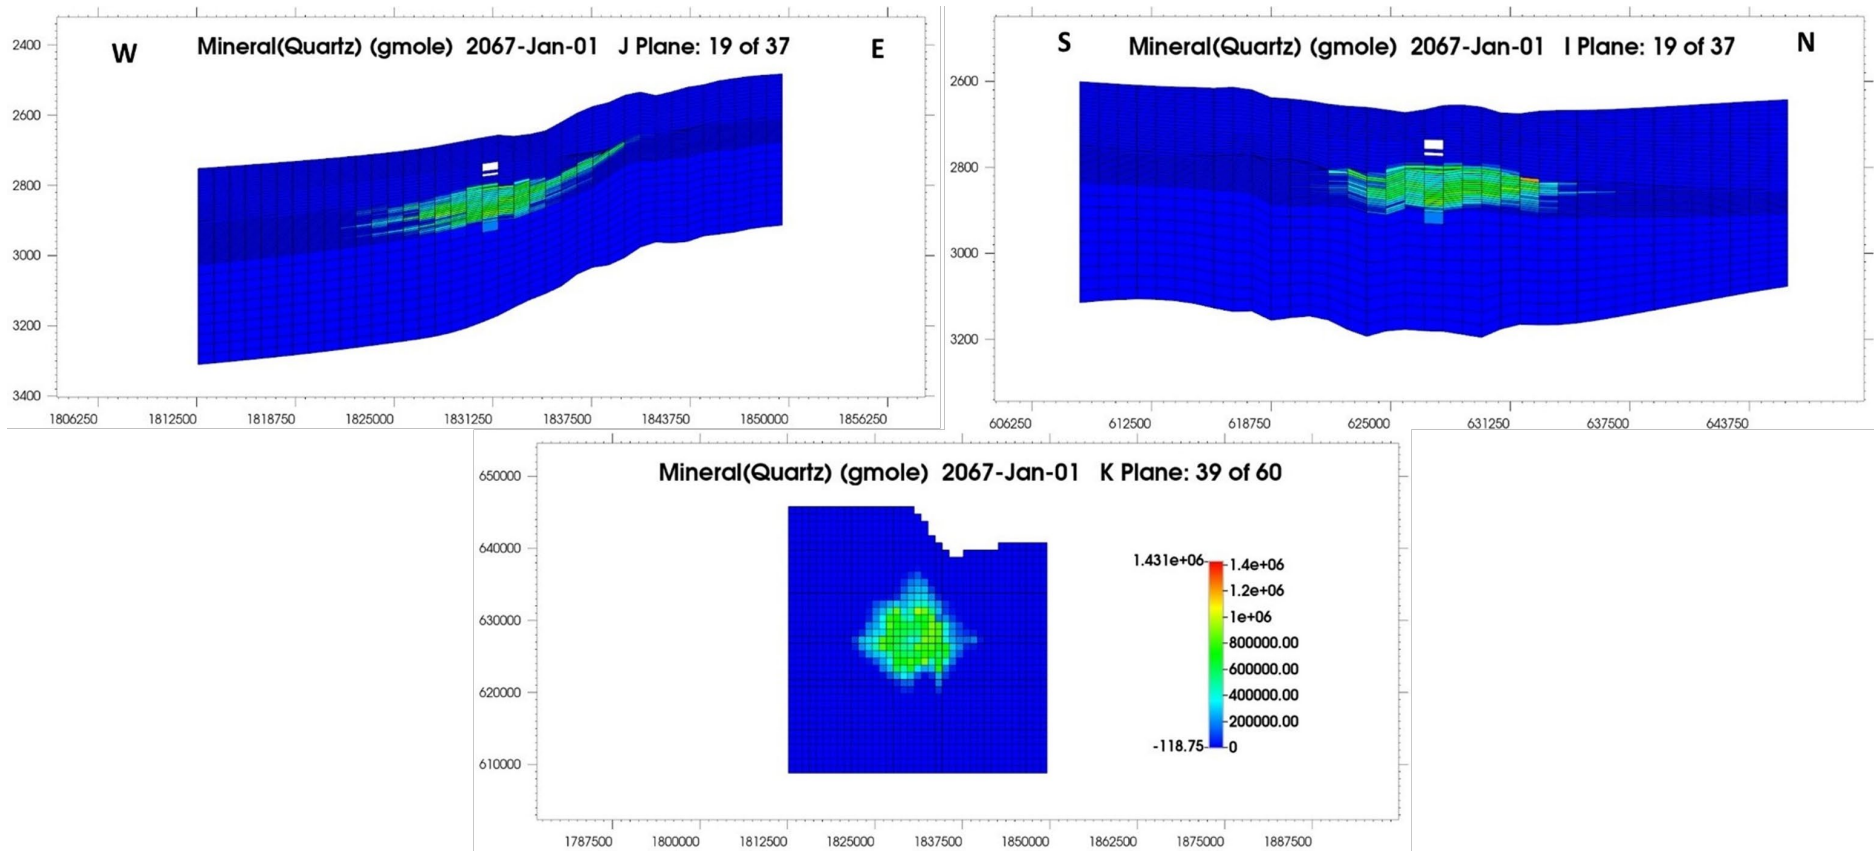 W Mineral(Quartz) (gmole) 2067-Jan-01 J Plane: 19 of 37 E
2400
2600
2800
3000
3200
3400
1806250 1812500 1818750 1825000 1831250 1837500 1843750 1850000 1856250
S Mineral(Quartz) (gmole) 2067-Jan-01 I Plane: 19 of 37 N
2600
2800
3000
3200
606250 612500 618750 625000 631250 637500 643750
Mineral(Quartz) (gmole) 2067-Jan-01 K Plane: 39 of 60
650000
640000
630000
620000
610000
1.431e+06
1.4e+06
1.2e+06
1e+06
800000.00
600000.00
400000.00
200000.00
-118.75 0
1787500 1800000 1812500 1825000 1837500 1850000 1862500 1875000 1887500